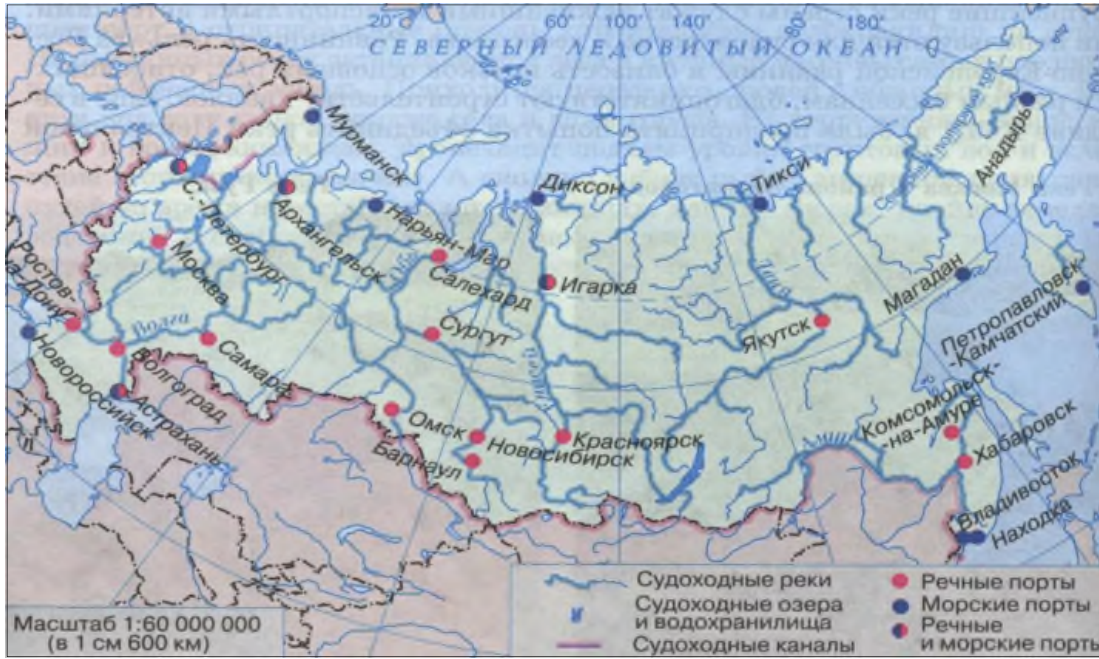 20°
60°
100°
140°
180°
СЕВЕРНЫЙ ЛЕДОВИТЫЙ ОКЕАН
Северный полярный круг
Мурманск
С.-Петербург
Архангельск
Нарьян-Мар
Диксон
Тикси
Анадырь
Москва
Обь
Салехард
Игарка
Лена
Магадан
Петропавловск-
-Камчатский
Ростов-
на-Дону
Волга
Сургут
Енисей
Якутск
Новороссийск
Волгоград
Самара
Астрахань
Омск
Новосибирск
Барнаул
Красноярск
Комсомольск-
-на-Амуре
Хабаровск
Владивосток
Находка
Масштаб 1:60 000 000
(в 1 см 600 км)
Судоходные реки
Судоходные озера
и водохранилища
Судоходные каналы
Речные порты
Морские порты
Речные
и морские порты